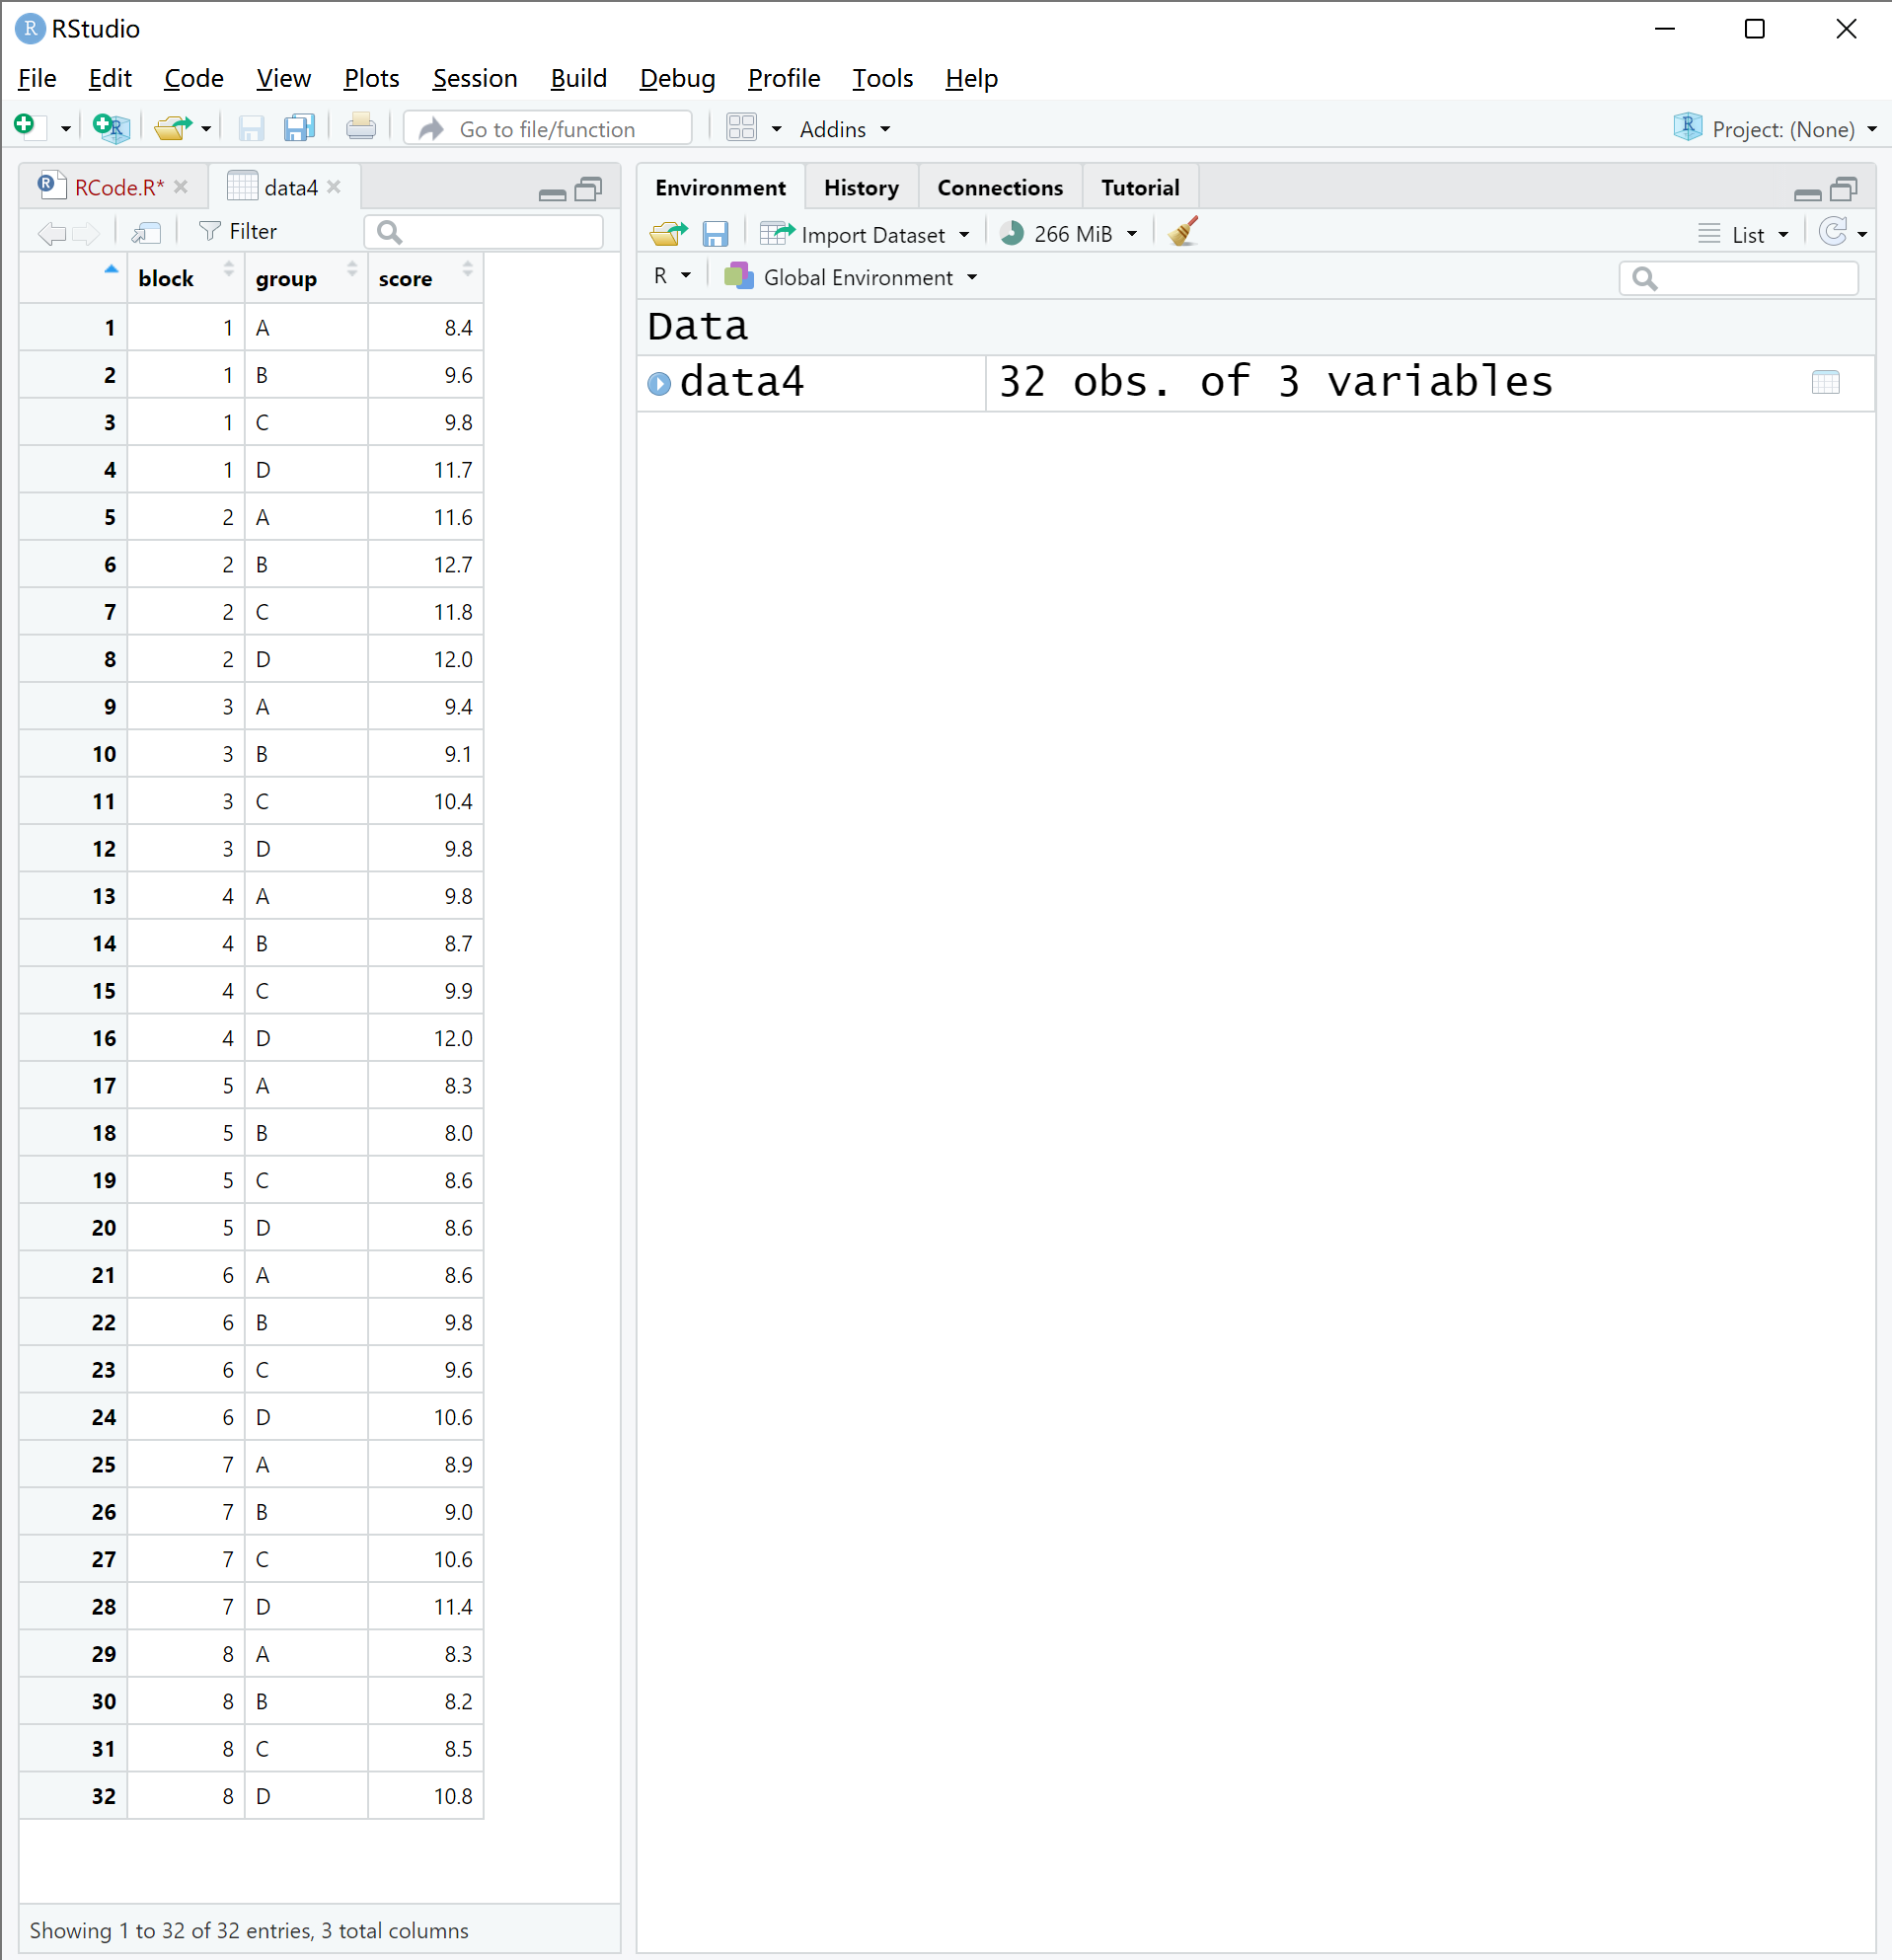 R RStudio
File Edit Code View Plots Session Build Debug Profile Tools Help
Go to file/function Addins Project: (None)
RCode.R* data4
Filter
block group score
1 1 A 8.4
2 1 B 9.6
3 1 C 9.8
4 1 D 11.7
5 2 A 11.6
6 2 B 12.7
7 2 C 11.8
8 2 D 12.0
9 3 A 9.4
10 3 B 9.1
11 3 C 10.4
12 3 D 9.8
13 4 A 9.8
14 4 B 8.7
15 4 C 9.9
16 4 D 12.0
17 5 A 8.3
18 5 B 8.0
19 5 C 8.6
20 5 D 8.6
21 6 A 8.6
22 6 B 9.8
23 6 C 9.6
24 6 D 10.6
25 7 A 8.9
26 7 B 9.0
27 7 C 10.6
28 7 D 11.4
29 8 A 8.3
30 8 B 8.2
31 8 C 8.5
32 8 D 10.8
Showing 1 to 32 of 32 entries, 3 total columns
Environment History Connections Tutorial
Import Dataset 266 MiB List
R Global Environment
Data
data4 32 obs. of 3 variables